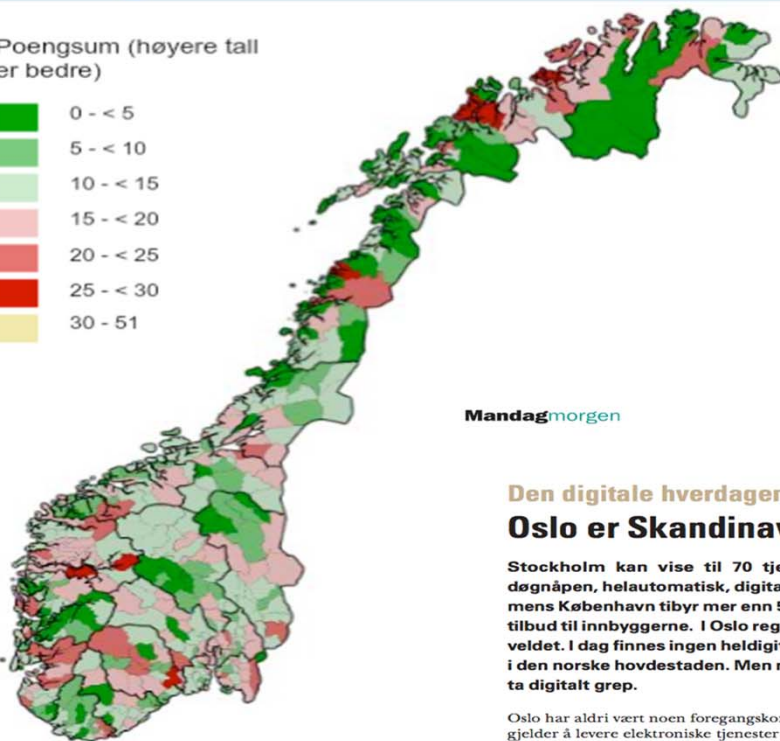 Poengsum (høyere tall
er bedre)
0 - < 5
5 - < 10
10 - < 15
15 - < 20
20 - < 25
25 - < 30
30 - 51
Mandagmorgen
Den digitale hverdagen
Oslo er Skandinav
Stockholm kan vise til 70 tje
døgnåpen, helautomatisk, digita
mens København tibyr mer enn
tilbud til innbyggerne. I Oslo reg
veldet. I dag finnes ingen heldigit
i den norske hovdestaden. Men
ta digitalt grep.
Oslo har aldri vært noen foregangsko
gjelder å levere elektroniske tjenester